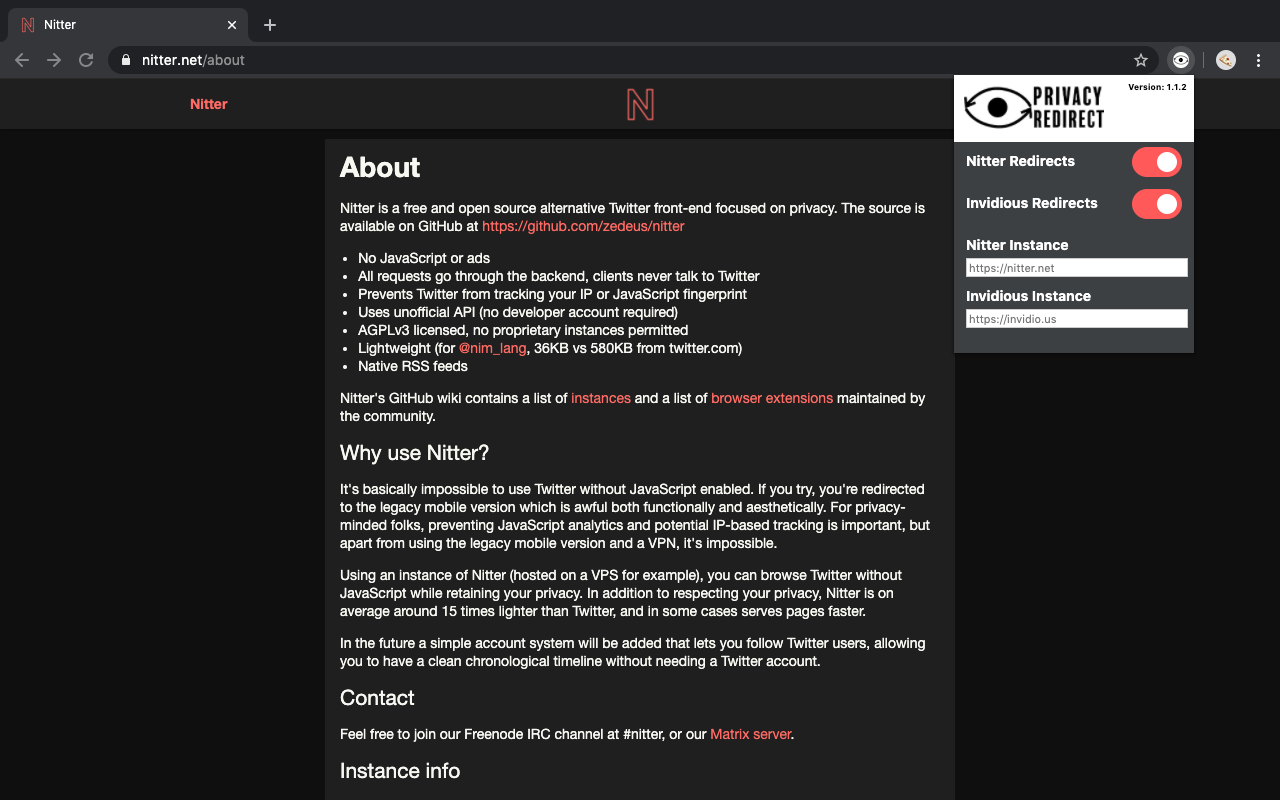 Nitter
nitter.net/about
Nitter
N
PRIVACY
REDIRECT
Version: 1.1.2
Nitter Redirects
Invidious Redirects
Nitter Instance
https://nitter.net
Invidious Instance
https://invidio.us
About
Nitter is a free and open source alternative Twitter front-end focused on privacy. The source is
available on GitHub at https://github.com/zedeus/nitter
• No JavaScript or ads
• All requests go through the backend, clients never talk to Twitter
• Prevents Twitter from tracking your IP or JavaScript fingerprint
• Uses unofficial API (no developer account required)
• AGPLv3 licensed, no proprietary instances permitted
• Lightweight (for @nim_lang, 36KB vs 580KB from twitter.com)
• Native RSS feeds
Nitter's GitHub wiki contains a list of instances and a list of browser extensions maintained by
the community.
Why use Nitter?
It's basically impossible to use Twitter without JavaScript enabled. If you try, you're redirected
to the legacy mobile version which is awful both functionally and aesthetically. For privacy-
minded folks, preventing JavaScript analytics and potential IP-based tracking is important, but
apart from using the legacy mobile version and a VPN, it's impossible.
Using an instance of Nitter (hosted on a VPS for example), you can browse Twitter without
JavaScript while retaining your privacy. In addition to respecting your privacy, Nitter is on
average around 15 times lighter than Twitter, and in some cases serves pages faster.
In the future a simple account system will be added that lets you follow Twitter users, allowing
you to have a clean chronological timeline without needing a Twitter account.
Contact
Feel free to join our Freenode IRC channel at #nitter, or our Matrix server.
Instance info